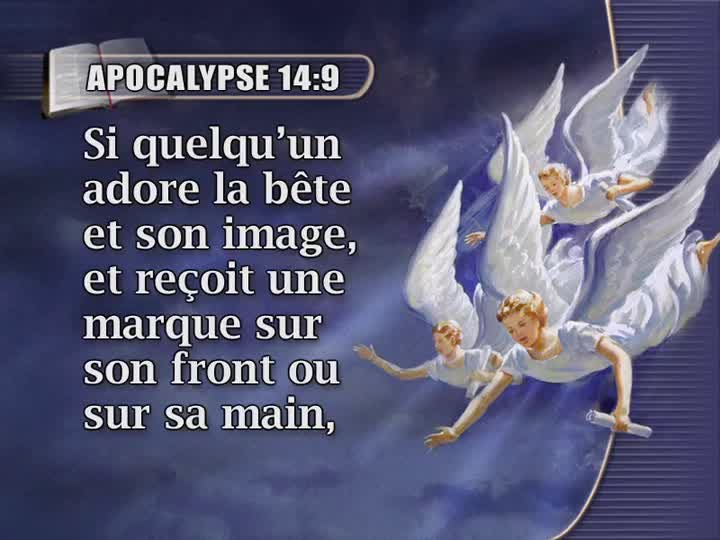 APOCALYPSE 14:9
Si quelqu’un
adore la bête
et son image,
et reçoit une
marque sur
son front ou
sur sa main,